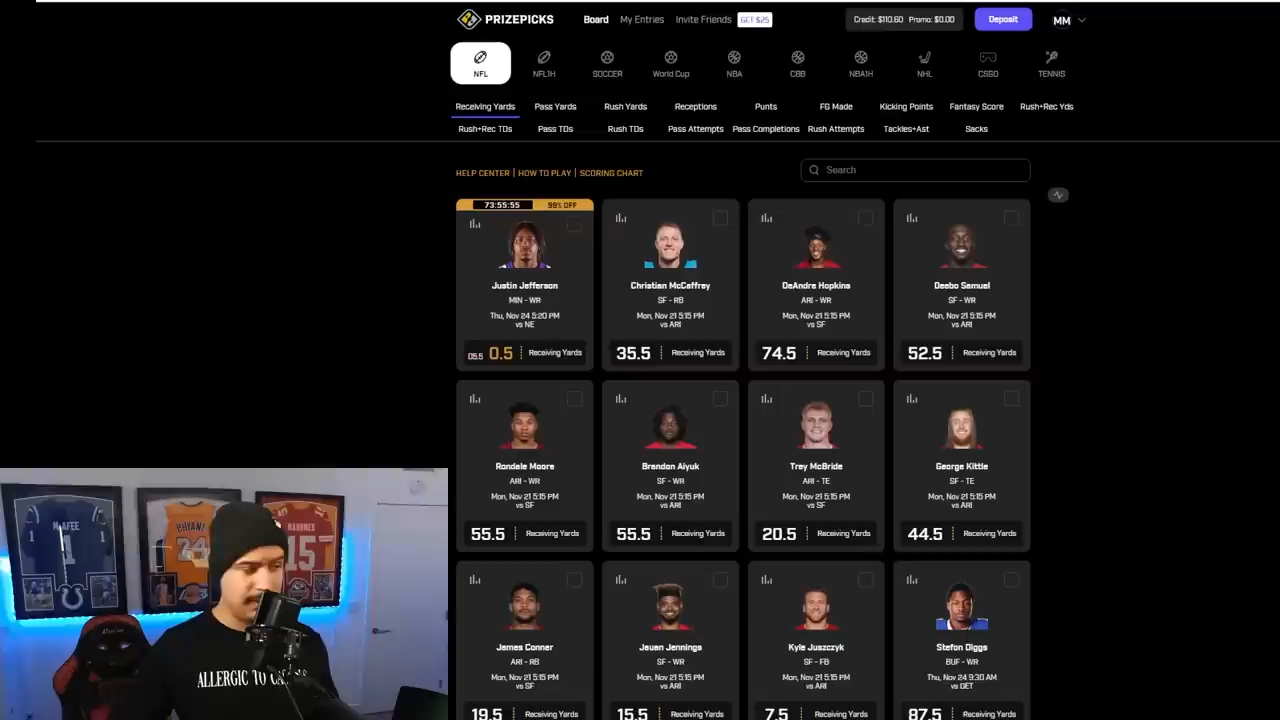 PRIZEPICKS Board My Entries Invite Friends GET $25 Credit: $110.60 Promo: $0.00 Deposit MM
NFL NFL1H SOCCER World Cup NBA CBB NBA1H NHL CSGO TENNIS
Receiving Yards Pass Yards Rush Yards Receptions Punts FG Made Kicking Points Fantasy Score Rush+Rec Yds
Rush+Rec TDs Pass TDs Rush TDs Pass Attempts Pass Completions Rush Attempts Tackles+Ast Sacks
HELP CENTER | HOW TO PLAY | SCORING CHART Search
73:55:55 99% OFF
Justin Jefferson Christian McCaffrey DeAndre Hopkins Deebo Samuel
MIN - WR SF - RB ARI - WR SF - WR
Thu, Nov 24 5:20 PM Mon, Nov 21 5:15 PM Mon, Nov 21 5:15 PM Mon, Nov 21 5:15 PM
vs NE vs ARI vs SF vs ARI
0.5 Receiving Yards 35.5 Receiving Yards 74.5 Receiving Yards 52.5 Receiving Yards
Rondale Moore Brandon Aiyuk Trey McBride George Kittle
ARI - WR SF - WR ARI - TE SF - TE
Mon, Nov 21 5:15 PM Mon, Nov 21 5:15 PM Mon, Nov 21 5:15 PM Mon, Nov 21 5:15 PM
vs SF vs ARI vs SF vs ARI
55.5 Receiving Yards 55.5 Receiving Yards 20.5 Receiving Yards 44.5 Receiving Yards
James Conner Jauan Jennings Kyle Juszczyk Stefon Diggs
ARI - RB SF - WR SF - FB BUF - WR
Mon, Nov 21 5:15 PM Mon, Nov 21 5:15 PM Mon, Nov 21 5:15 PM Thu, Nov 24 9:30 AM
vs SF vs ARI vs ARI vs DET
19.5 Receiving Yards 15.5 Receiving Yards 7.5 Receiving Yards 87.5 Receiving Yards
1
BRYANT
24
MAHOMES
15
ALLERGIC TO